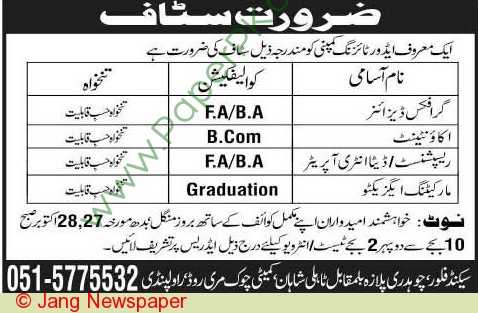 ضرورت سٹاف
ایک معروف ایڈورٹائزنگ کمپنی کو مندرجہ ذیل سٹاف کی ضرورت ہے
نام آسامی کوالیفکیشن تنخواہ
گرافکس ڈیزائنر F.A/B.A تنخواہ حسب قابلیت
اکاؤنٹینٹ B.Com تنخواہ حسب قابلیت
ریسپشنسٹ/ڈیٹا انٹری آپریٹر F.A/B.A تنخواہ حسب قابلیت
مارکیٹنگ ایگزیکٹو Graduation تنخواہ حسب قابلیت
نوٹ: خواہشمند امیدواران اپنے مکمل کوائف کے ساتھ بروز منگل، بدھ مورخہ 28,27 اکتوبر صبح
10 بجے سے دوپہر 2 بجے ٹیسٹ/انٹرویو کیلئے درج ذیل ایڈریس پر تشریف لائیں۔
سیکنڈ فلور، چوہدری پلازہ بلمقابل ٹاہلی شاہان، کمیٹی چوک مری روڈ راولپنڈی 051-5775532
© Jang Newspaper